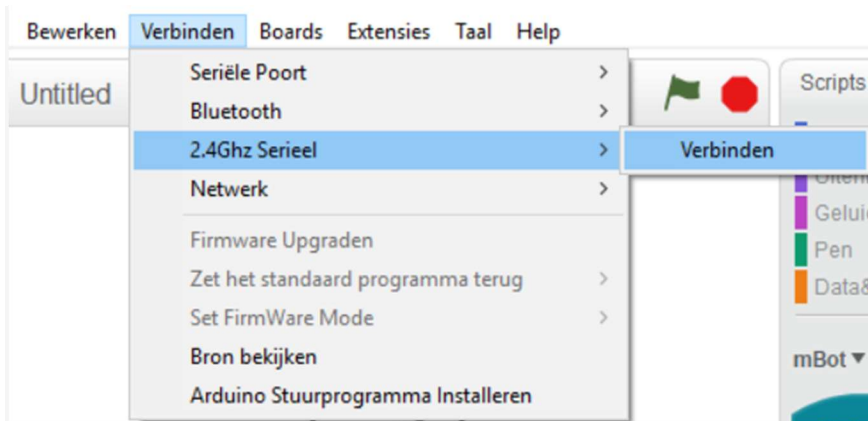 Bewerken Verbinden Boards Extensies Taal Help
Untitled
Seriële Poort
Bluetooth
2.4Ghz Serieel
Verbinden
Netwerk
Firmware Upgraden
Zet het standaard programma terug
Set FirmWare Mode
Bron bekijken
Arduino Stuurprogramma Installeren
Scripts
Pen
Data&
mBot